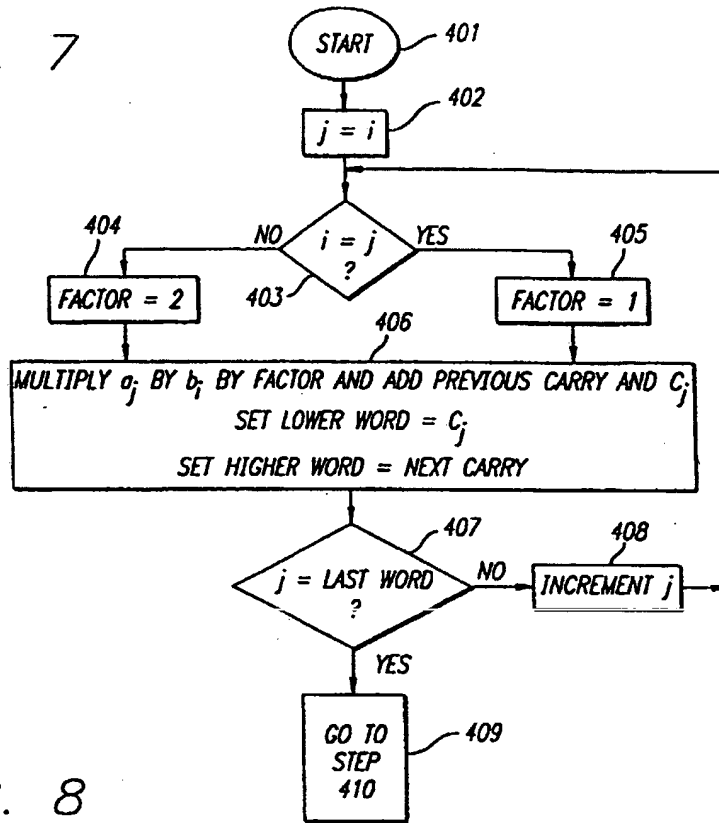 . 7
START
401
402
j = i
404
NO
i = j
?
YES
405
403
FACTOR = 2
FACTOR = 1
406
MULTIPLY aj BY bi BY FACTOR AND ADD PREVIOUS CARRY AND Cj
SET LOWER WORD = Cj
SET HIGHER WORD = NEXT CARRY
407
j = LAST WORD
?
NO
408
INCREMENT j
YES
GO TO
STEP
410
409
. 8